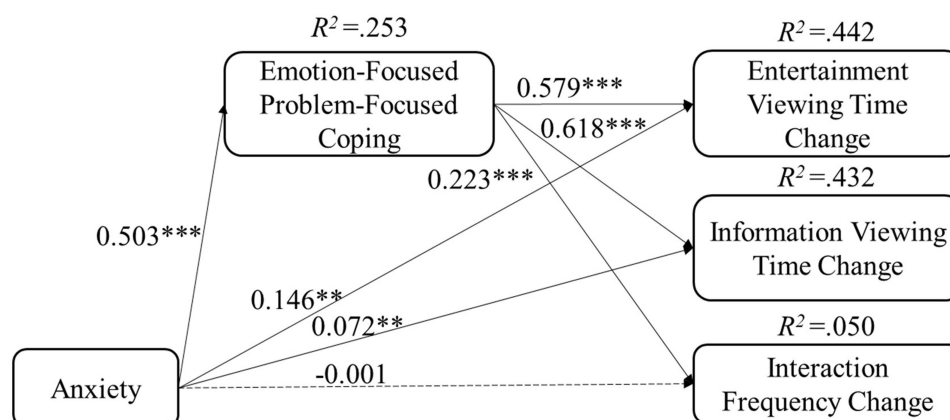 R² =.253
Emotion-Focused
Problem-Focused
Coping
R² =.442
Entertainment
Viewing Time
Change
0.579***
0.618***
0.223***
R² =.432
Information Viewing
Time Change
0.503***
0.146**
0.072**
R² =.050
Interaction
Frequency Change
-0.001
Anxiety